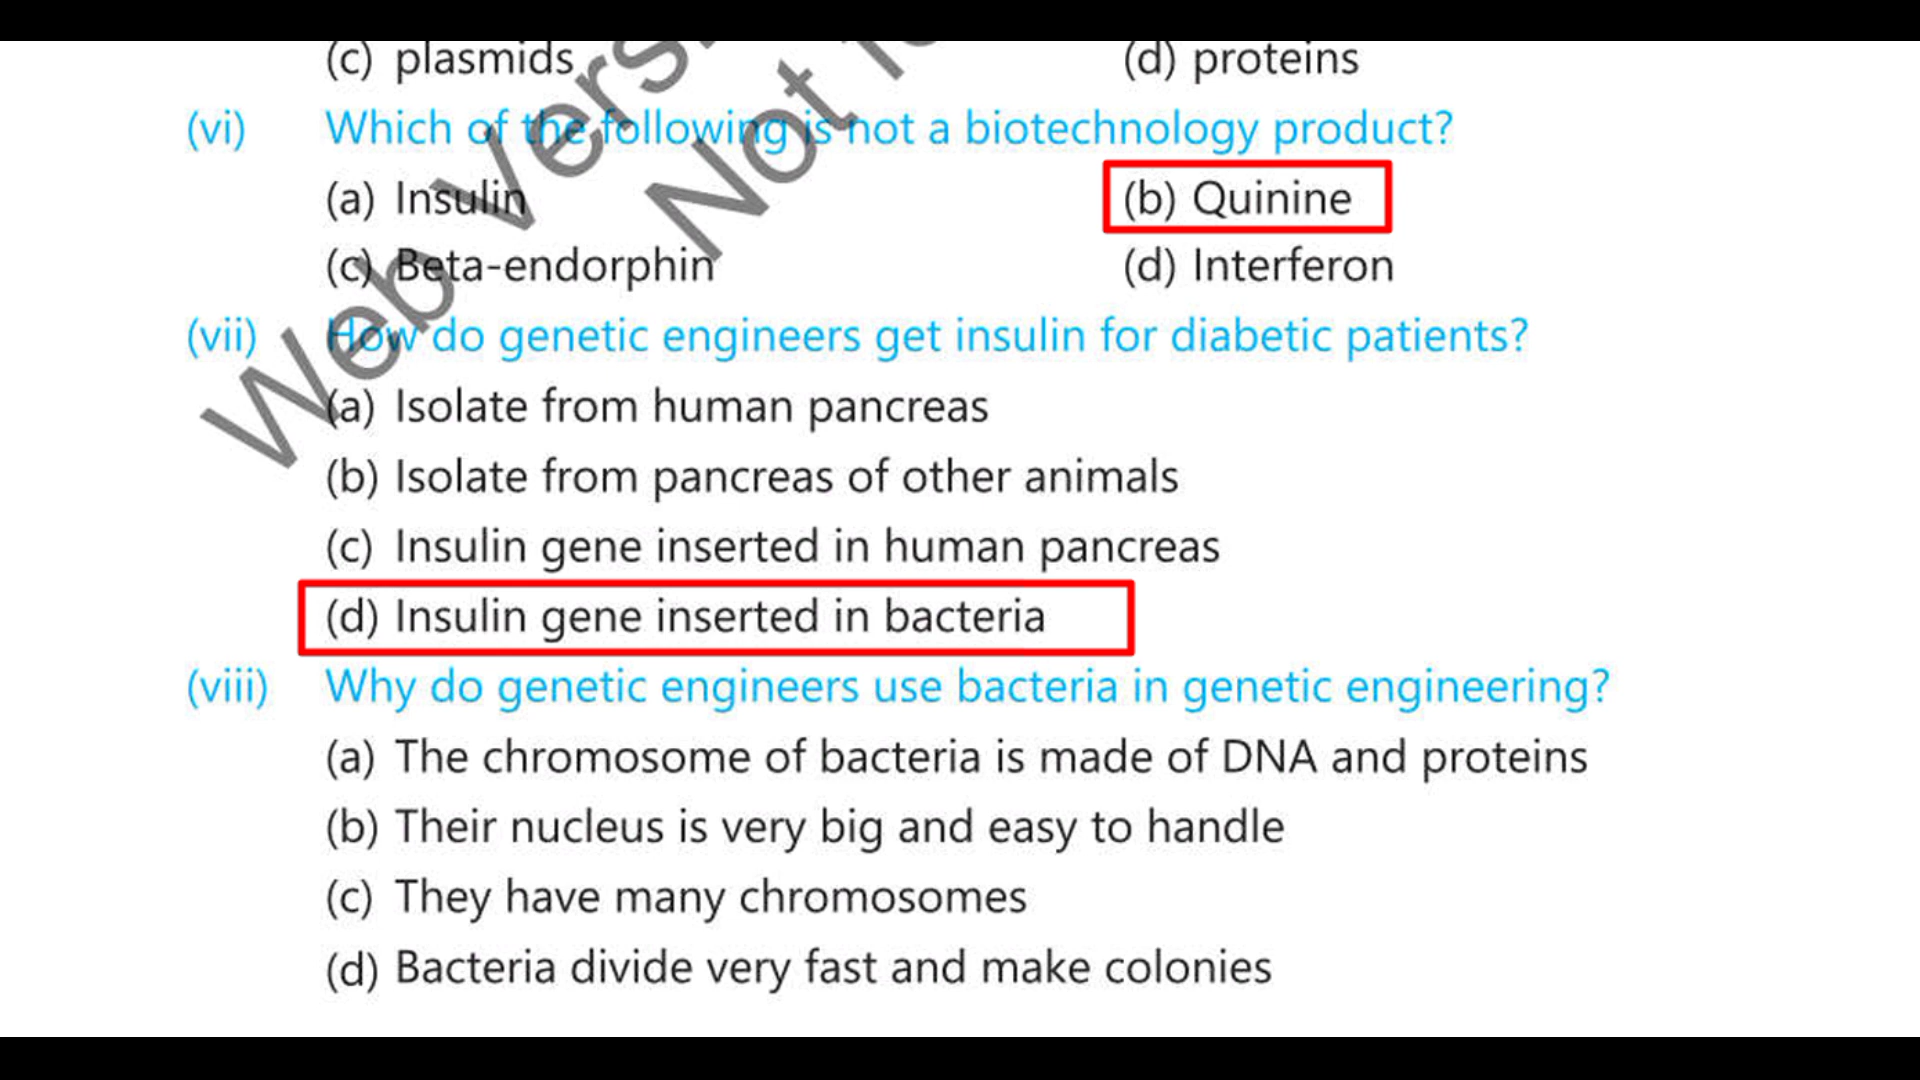 (c) plasmids (d) proteins
(vi) Which of the following is not a biotechnology product?
(a) Insulin (b) Quinine
(c) Beta-endorphin (d) Interferon
(vii) How do genetic engineers get insulin for diabetic patients?
(a) Isolate from human pancreas
(b) Isolate from pancreas of other animals
(c) Insulin gene inserted in human pancreas
(d) Insulin gene inserted in bacteria
(viii) Why do genetic engineers use bacteria in genetic engineering?
(a) The chromosome of bacteria is made of DNA and proteins
(b) Their nucleus is very big and easy to handle
(c) They have many chromosomes
(d) Bacteria divide very fast and make colonies
Web
Not